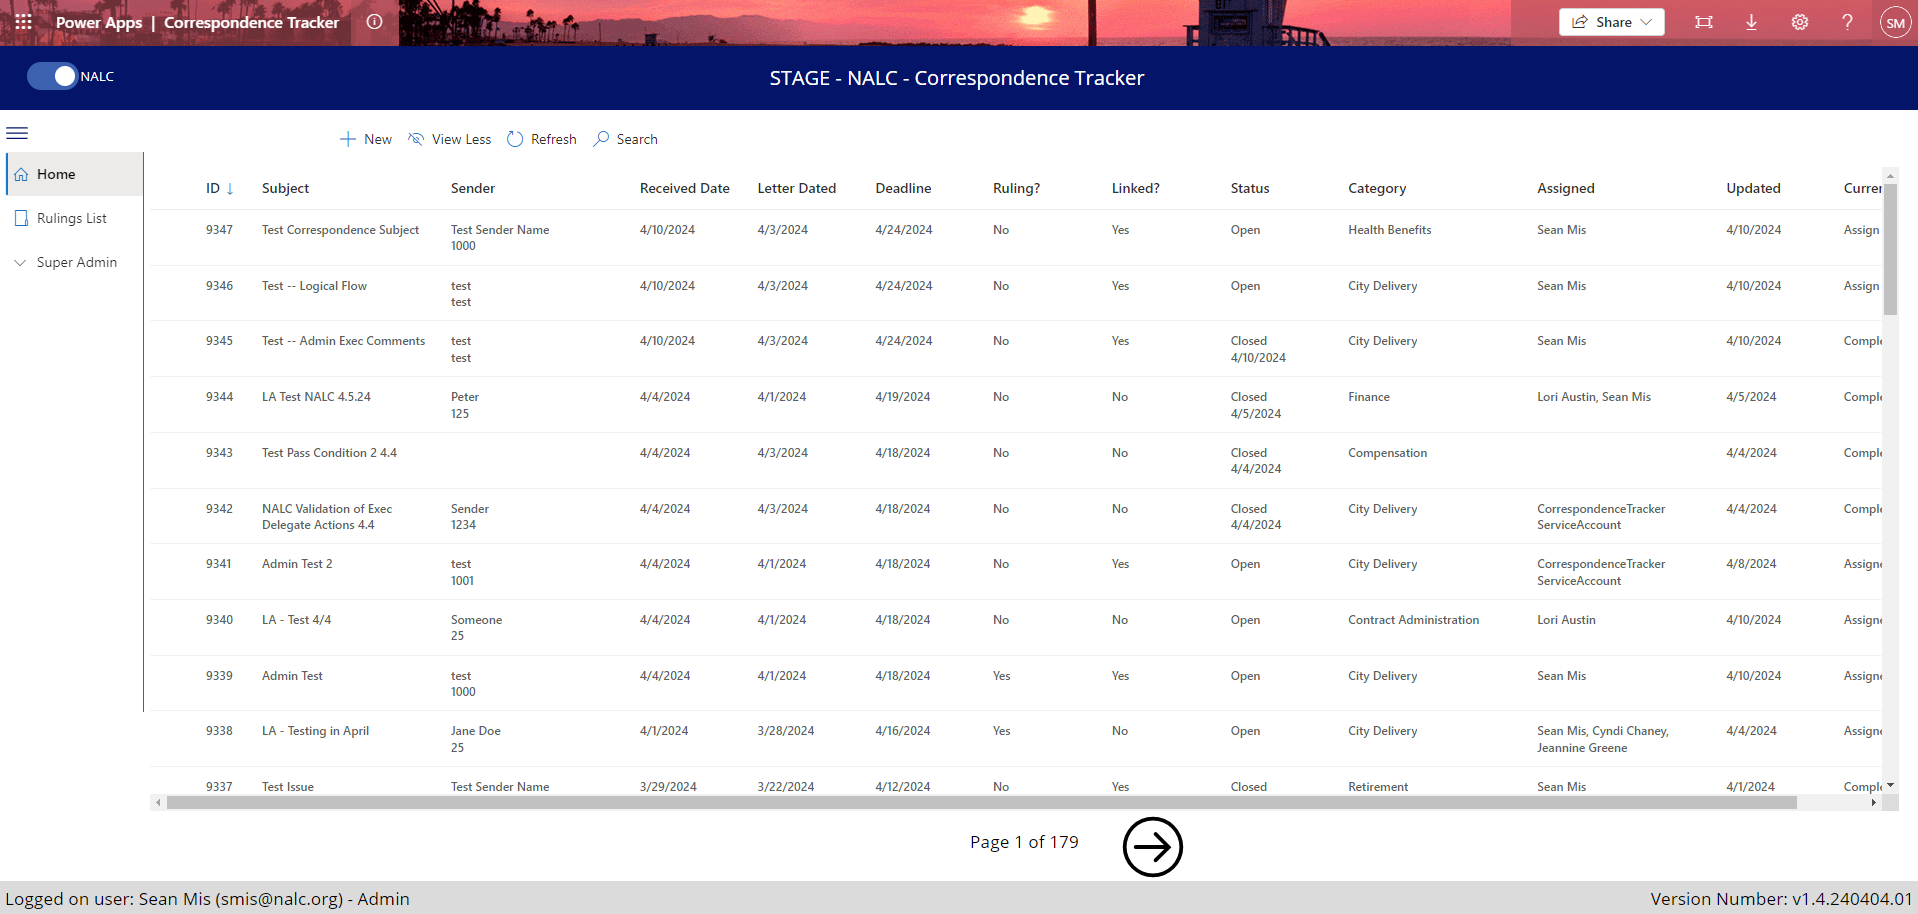 Power Apps | Correspondence Tracker
Share
SM
NALC
STAGE - NALC - Correspondence Tracker
New View Less Refresh Search
Home
Rulings List
Super Admin
ID Subject Sender Received Date Letter Dated Deadline Ruling? Linked? Status Category Assigned Updated Curre
9347 Test Correspondence Subject Test Sender Name 4/10/2024 4/3/2024 4/24/2024 No Yes Open Health Benefits Sean Mis 4/10/2024 Assign
1000
9346 Test -- Logical Flow test 4/10/2024 4/3/2024 4/24/2024 No Yes Open City Delivery Sean Mis 4/10/2024 Assign
test
9345 Test -- Admin Exec Comments test 4/10/2024 4/3/2024 4/24/2024 No Yes Closed City Delivery Sean Mis 4/10/2024 Compl
test 4/10/2024
9344 LA Test NALC 4.5.24 Peter 4/4/2024 4/1/2024 4/19/2024 No No Closed Finance Lori Austin, Sean Mis 4/5/2024 Compl
125 4/5/2024
9343 Test Pass Condition 2 4.4 4/4/2024 4/3/2024 4/18/2024 No No Closed Compensation 4/4/2024 Compl
4/4/2024
9342 NALC Validation of Exec Sender 4/4/2024 4/3/2024 4/18/2024 No No Closed City Delivery CorrespondenceTracker 4/4/2024 Compl
Delegate Actions 4.4 1234 4/4/2024 ServiceAccount
9341 Admin Test 2 test 4/4/2024 4/1/2024 4/18/2024 No Yes Open City Delivery CorrespondenceTracker 4/8/2024 Assign
1001 ServiceAccount
9340 LA - Test 4/4 Someone 4/4/2024 4/1/2024 4/18/2024 No No Open Contract Administration Lori Austin 4/10/2024 Assign
25
9339 Admin Test test 4/4/2024 4/1/2024 4/18/2024 Yes Yes Open City Delivery Sean Mis 4/10/2024 Assign
1000
9338 LA - Testing in April Jane Doe 4/1/2024 3/28/2024 4/16/2024 Yes No Open City Delivery Sean Mis, Cyndi Chaney, 4/4/2024 Assign
25 Jeannine Greene
9337 Test Issue Test Sender Name 3/29/2024 3/22/2024 4/12/2024 No Yes Closed Retirement Sean Mis 4/1/2024 Compl
Page 1 of 179
Logged on user: Sean Mis (smis@nalc.org) - Admin Version Number: v1.4.240404.01